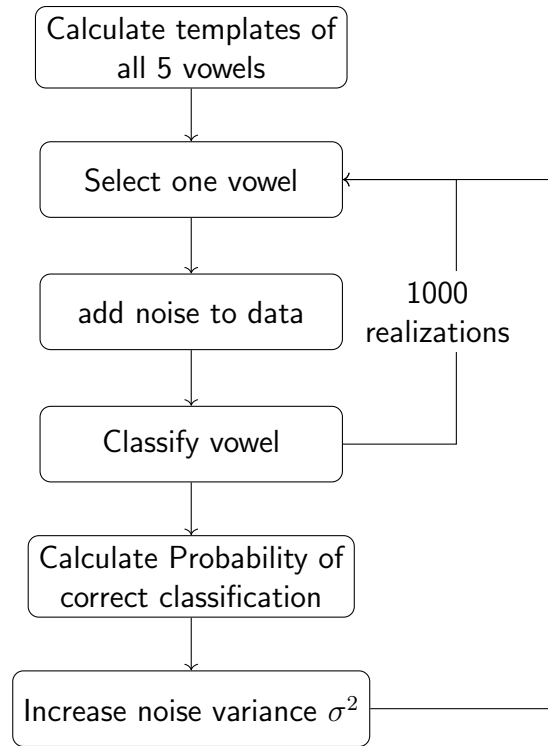 Calculate templates of
all 5 vowels
Select one vowel
add noise to data
1000
realizations
Classify vowel
Calculate Probability of
correct classification
Increase noise variance σ²